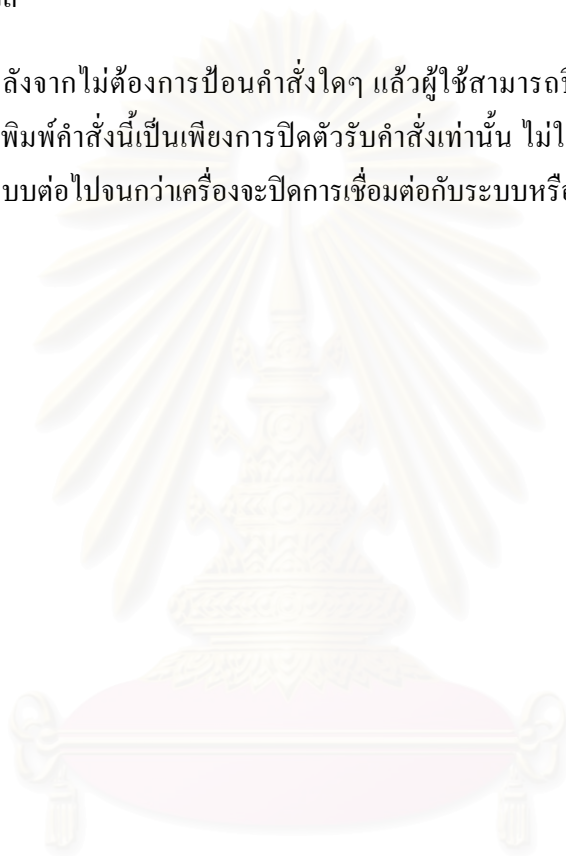 ลังจากไม่ต้องการป้อนคำสั่งใดๆ แล้วผู้ใช้สามารถ
พิมพ์คำสั่งนี้เป็นเพียงการปิดตัวรับคำสั่งเท่านั้น ไม่ใ
บบต่อไปจนกว่าเครื่องจะปิดการเชื่อมต่อกับระบบหรือ